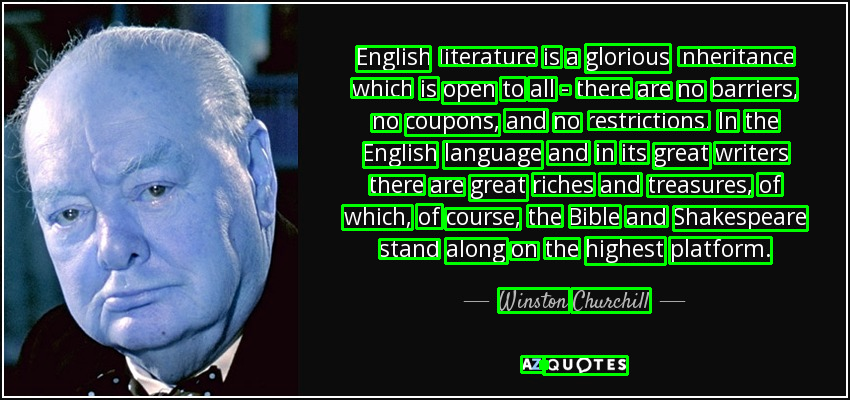 English literature is a glorious inheritance
which is open to all - there are no barriers,
no coupons, and no restrictions. In the
English language and in its great writers
there are great riches and treasures, of
which, of course, the Bible and Shakespeare
stand along on the highest platform.
Winston Churchill
AZ QUOTES